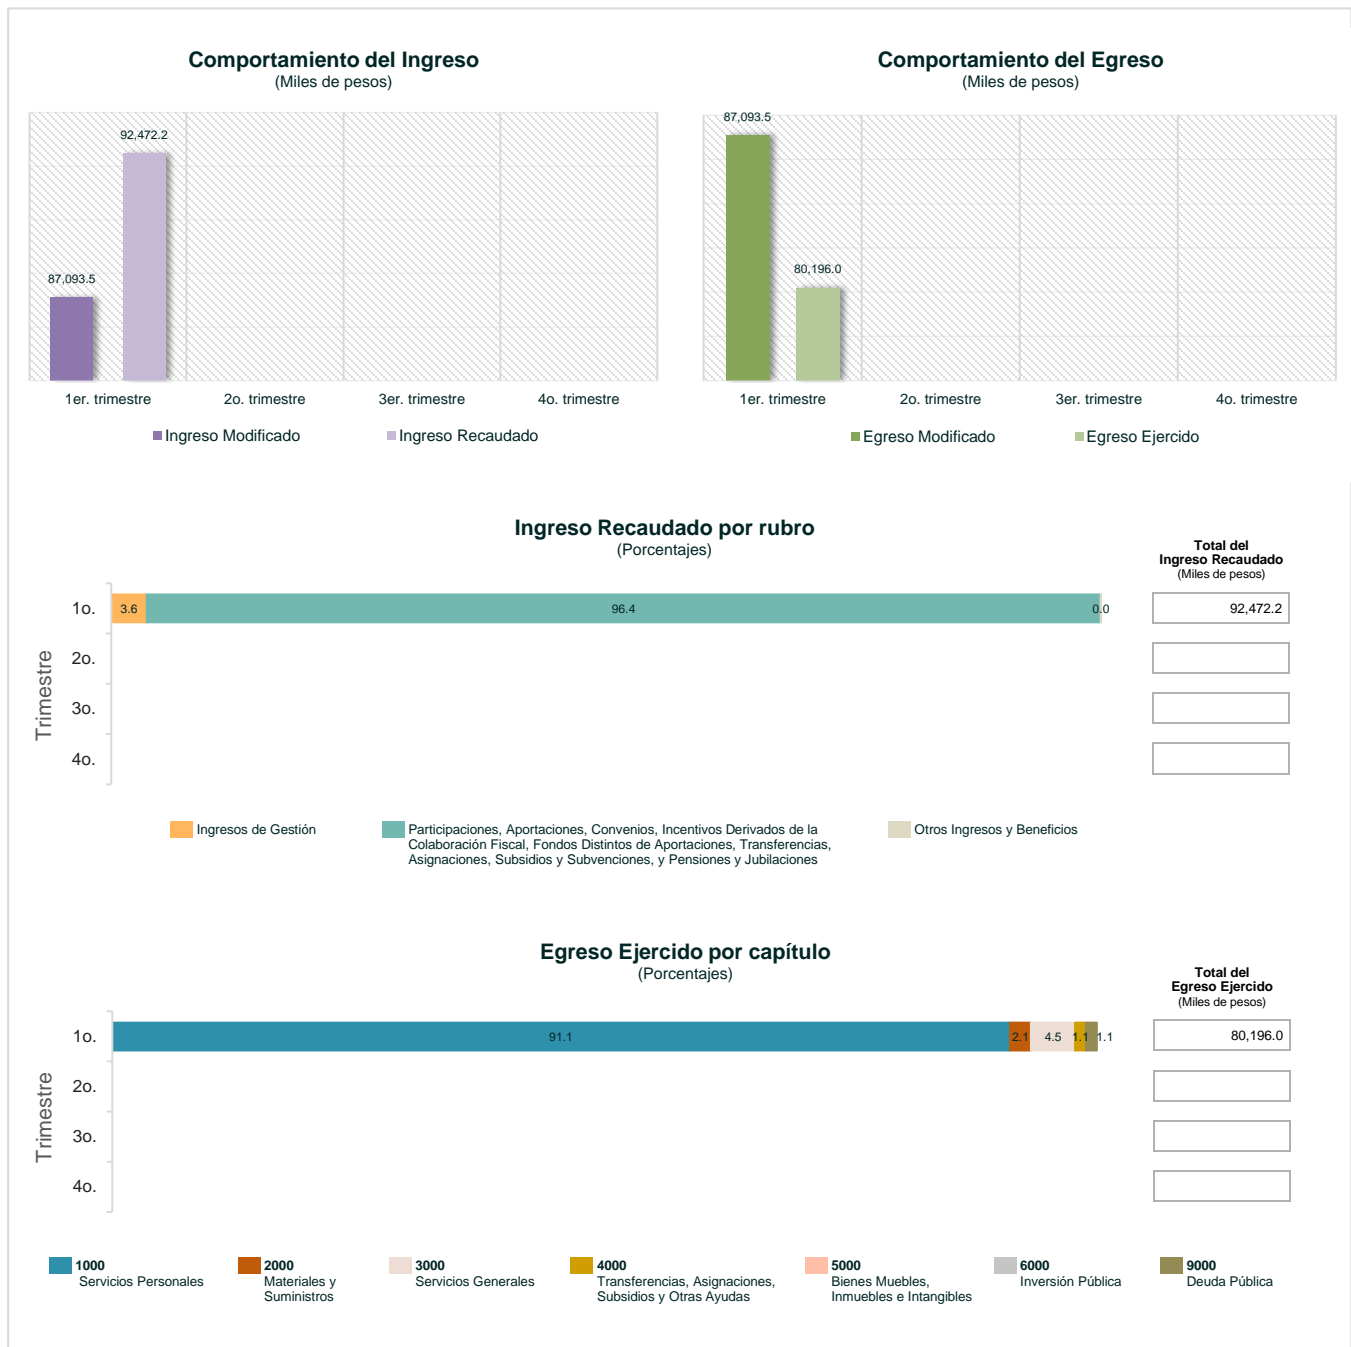 Comportamiento del Ingreso
(Miles de pesos)
92,472.2
87,093.5
1er. trimestre 2o. trimestre 3er. trimestre 4o. trimestre
Ingreso Modificado Ingreso Recaudado
Comportamiento del Egreso
(Miles de pesos)
87,093.5
80,196.0
1er. trimestre 2o. trimestre 3er. trimestre 4o. trimestre
Egreso Modificado Egreso Ejercido
Ingreso Recaudado por rubro
(Porcentajes)
Total del
Ingreso Recaudado
(Miles de pesos)
Trimestre
1o. 3.6 96.4 0.0 92,472.2
2o.
3o.
4o.
Ingresos de Gestión
Participaciones, Aportaciones, Convenios, Incentivos Derivados de la
Colaboración Fiscal, Fondos Distintos de Aportaciones, Transferencias,
Asignaciones, Subsidios y Subvenciones, y Pensiones y Jubilaciones
Otros Ingresos y Beneficios
Egreso Ejercido por capítulo
(Porcentajes)
Total del
Egreso Ejercido
(Miles de pesos)
Trimestre
1o. 91.1 2.1 4.5 1.1 1.1 80,196.0
2o.
3o.
4o.
1000
Servicios Personales
2000
Materiales y
Suministros
3000
Servicios Generales
4000
Transferencias, Asignaciones,
Subsidios y Otras Ayudas
5000
Bienes Muebles,
Inmuebles e Intangibles
6000
Inversión Pública
9000
Deuda Pública